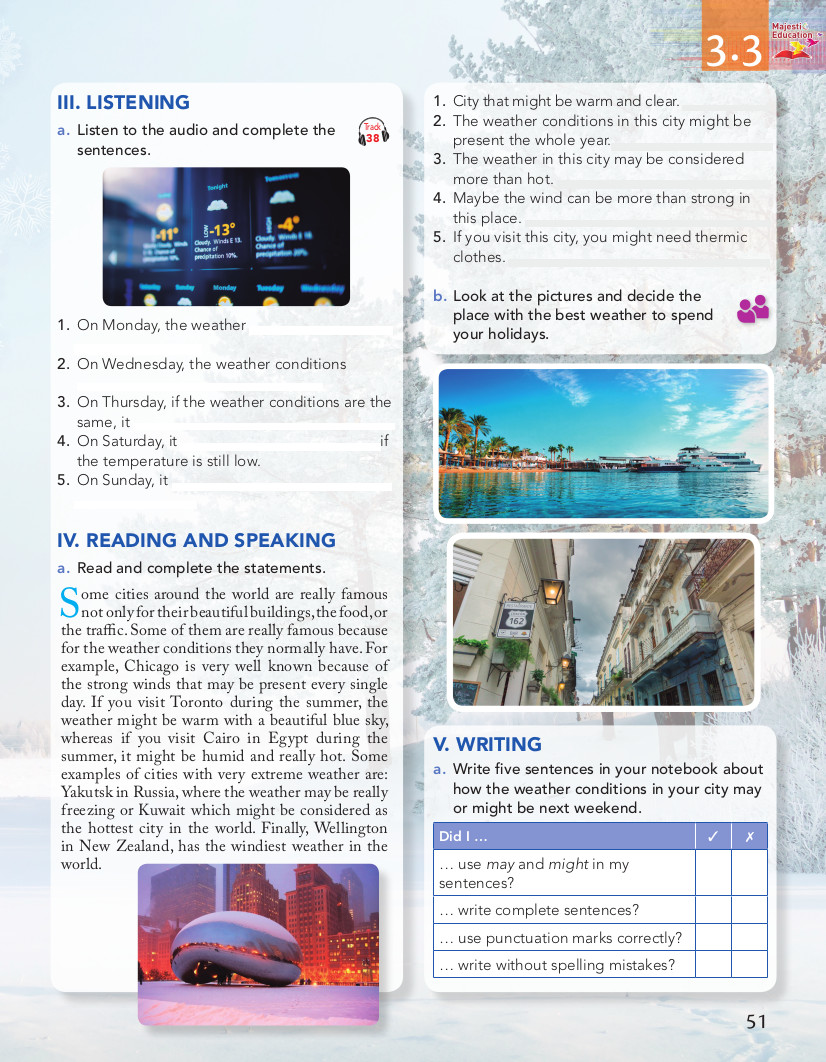 3.3
Majestic
Education
III. LISTENING
a. Listen to the audio and complete the
sentences.
Track
38
Tonight
Tomorrow
-11°
LOW
-13°
HIGH
-4°
Cloudy. Winds E 13.
Chance of
precipitation 10%.
Cloudy. Winds E 18.
Chance of
precipitation 20%.
Saturday Sunday Monday Tuesday Wednesday
1. On Monday, the weather
2. On Wednesday, the weather conditions
3. On Thursday, if the weather conditions are the
same, it
4. On Saturday, it if
the temperature is still low.
5. On Sunday, it
IV. READING AND SPEAKING
a. Read and complete the statements.
Some cities around the world are really famous
not only for their beautiful buildings, the food, or
the traffic. Some of them are really famous because
for the weather conditions they normally have. For
example, Chicago is very well known because of
the strong winds that may be present every single
day. If you visit Toronto during the summer, the
weather might be warm with a beautiful blue sky,
whereas if you visit Cairo in Egypt during the
summer, it might be humid and really hot. Some
examples of cities with very extreme weather are:
Yakutsk in Russia, where the weather may be really
freezing or Kuwait which might be considered as
the hottest city in the world. Finally, Wellington
in New Zealand, has the windiest weather in the
world.
1. City that might be warm and clear.
2. The weather conditions in this city might be
present the whole year.
3. The weather in this city may be considered
more than hot.
4. Maybe the wind can be more than strong in
this place.
5. If you visit this city, you might need thermic
clothes.
b. Look at the pictures and decide the
place with the best weather to spend
your holidays.
162
V. WRITING
a. Write five sentences in your notebook about
how the weather conditions in your city may
or might be next weekend.
Did I ... ✓ ✗
... use may and might in my
sentences?
... write complete sentences?
... use punctuation marks correctly?
... write without spelling mistakes?
51